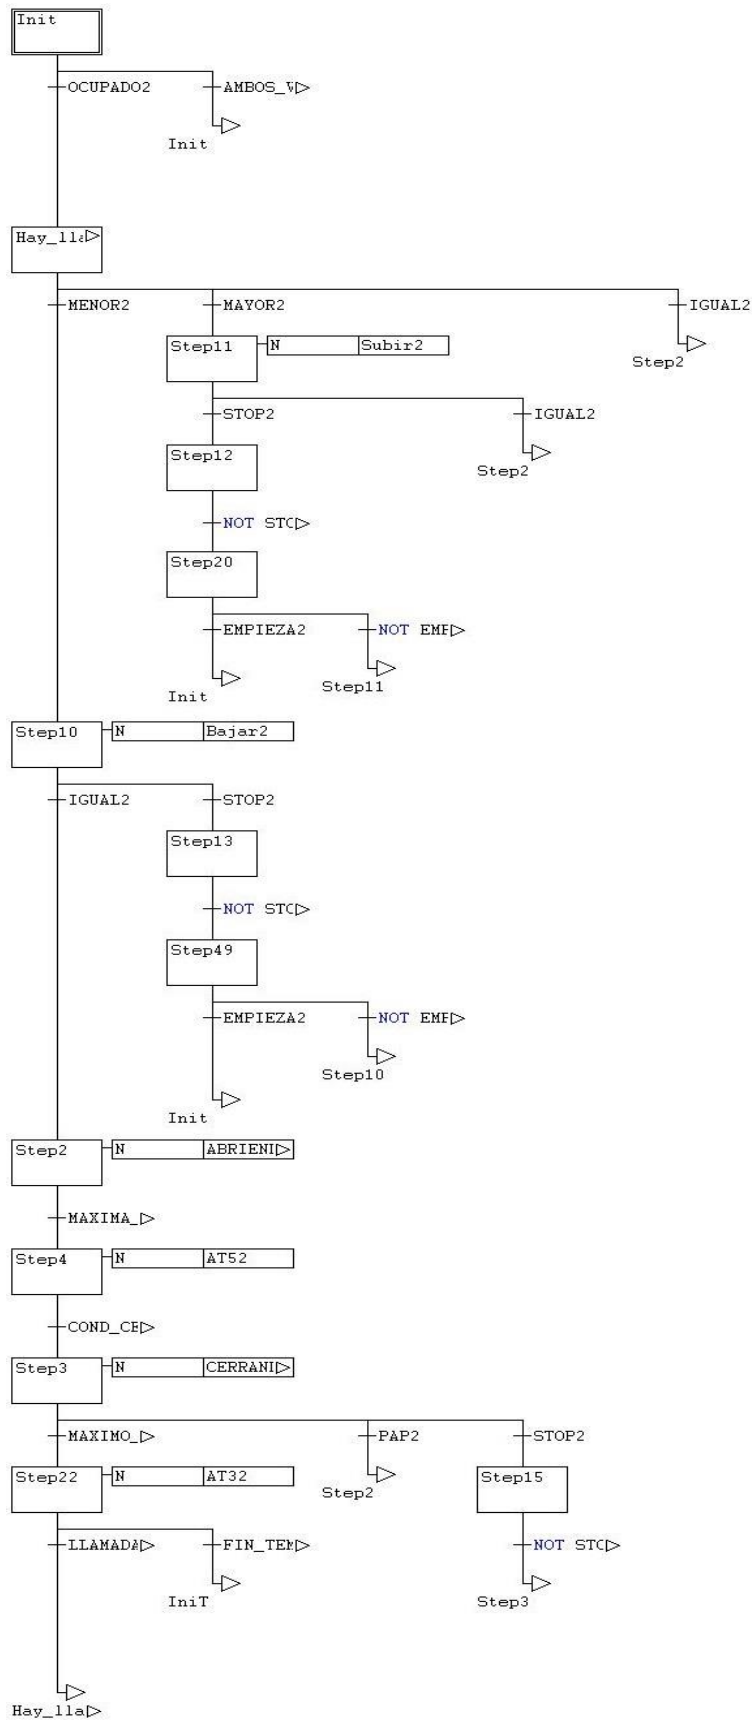 Init
OCUPADO2 AMBOS_V
Init
Hay_lla
MENOR2 MAYOR2 IGUAL2
Step11 N Subir2
Step2
STOP2 IGUAL2
Step12
Step2
NOT STO
Step20
EMPIEZA2 NOT EMP
Init Step11
Step10 N Bajar2
IGUAL2 STOP2
Step13
NOT STO
Step49
EMPIEZA2 NOT EMP
Step10
Init
Step2 N ABRIEN
MAXIMA_
Step4 N AT52
COND_CE
Step3 N CERRAN
MAXIMO_ PAP2 STOP2
Step22 N AT32 Step15
Step2
LLAMADA FIN_TEM NOT STO
IniT Step3
Hay_lla